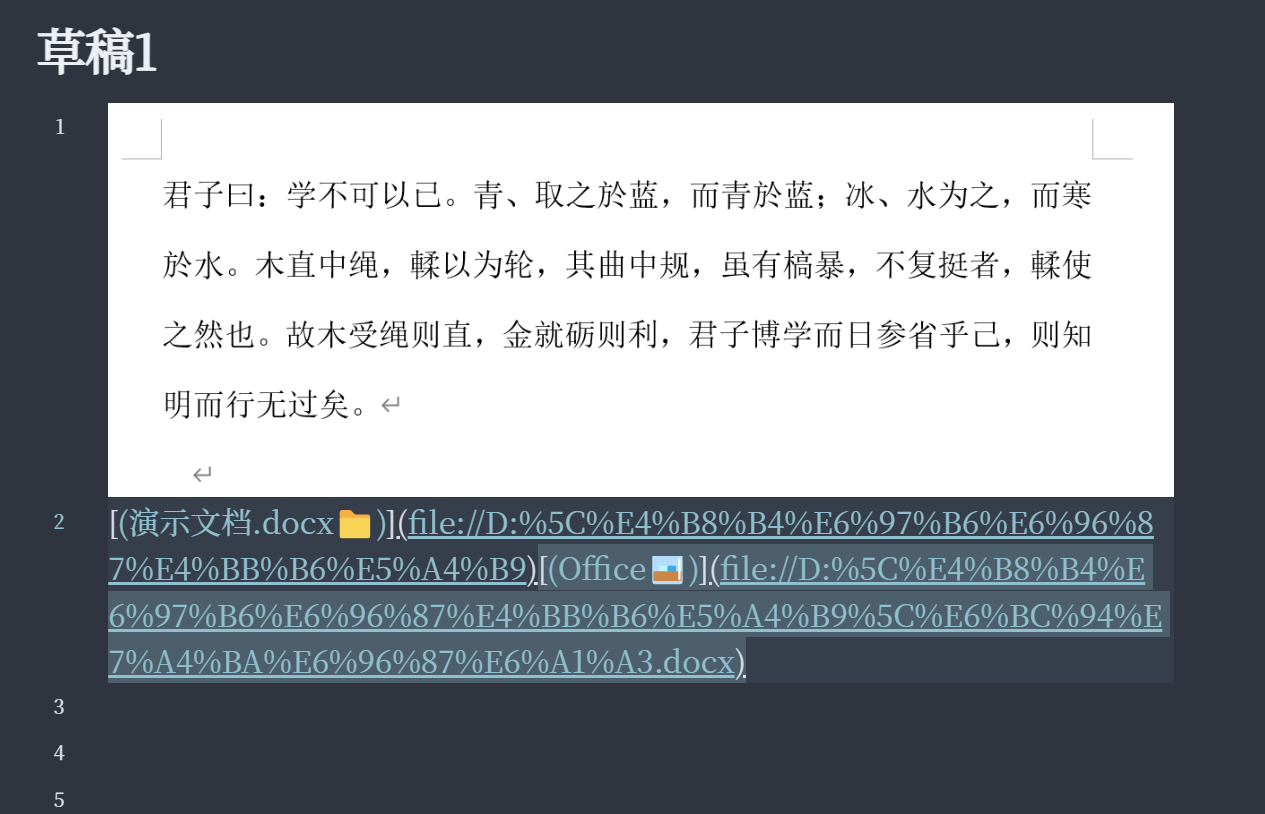 草稿1
1
君子曰：学不可以已。青、取之於蓝，而青於蓝；冰、水为之，而寒
於水。木直中绳，輮以为轮，其曲中规，虽有槁暴，不复挺者，輮使
之然也。故木受绳则直，金就砺则利，君子博学而日参省乎己，则知
明而行无过矣。↵
↵
2
[(演示文档.docx📁)](file://D:%5C%E4%B8%B4%E6%97%B6%E6%96%8
7%E4%BB%B6%E5%A4%B9)[(Office)](file://D:%5C%E4%B8%B4%E
6%97%B6%E6%96%87%E4%BB%B6%E5%A4%B9%5C%E6%BC%94%E
7%A4%BA%E6%96%87%E6%A1%A3.docx)
3
4
5